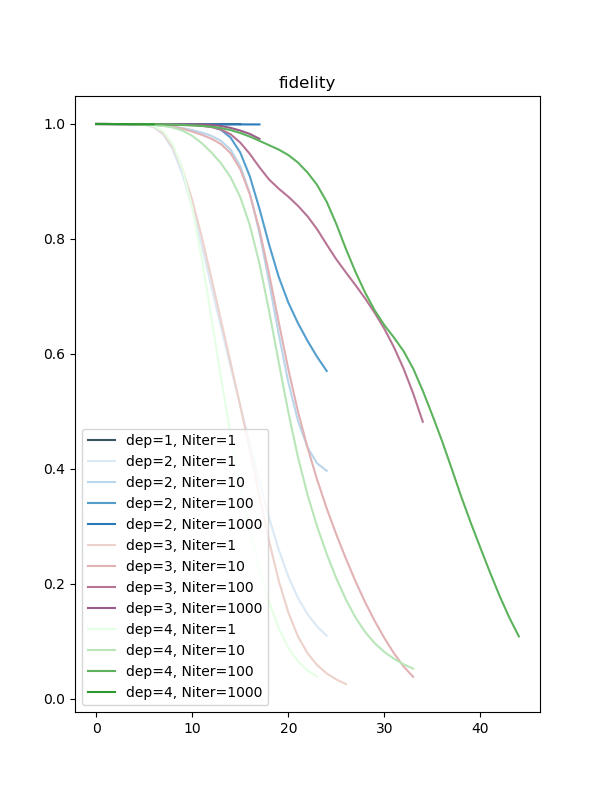 fidelity
1.0
0.8
0.6
0.4
0.2
0.0
dep=1, Niter=1
dep=2, Niter=1
dep=2, Niter=10
dep=2, Niter=100
dep=2, Niter=1000
dep=3, Niter=1
dep=3, Niter=10
dep=3, Niter=100
dep=3, Niter=1000
dep=4, Niter=1
dep=4, Niter=10
dep=4, Niter=100
dep=4, Niter=1000
0 10 20 30 40